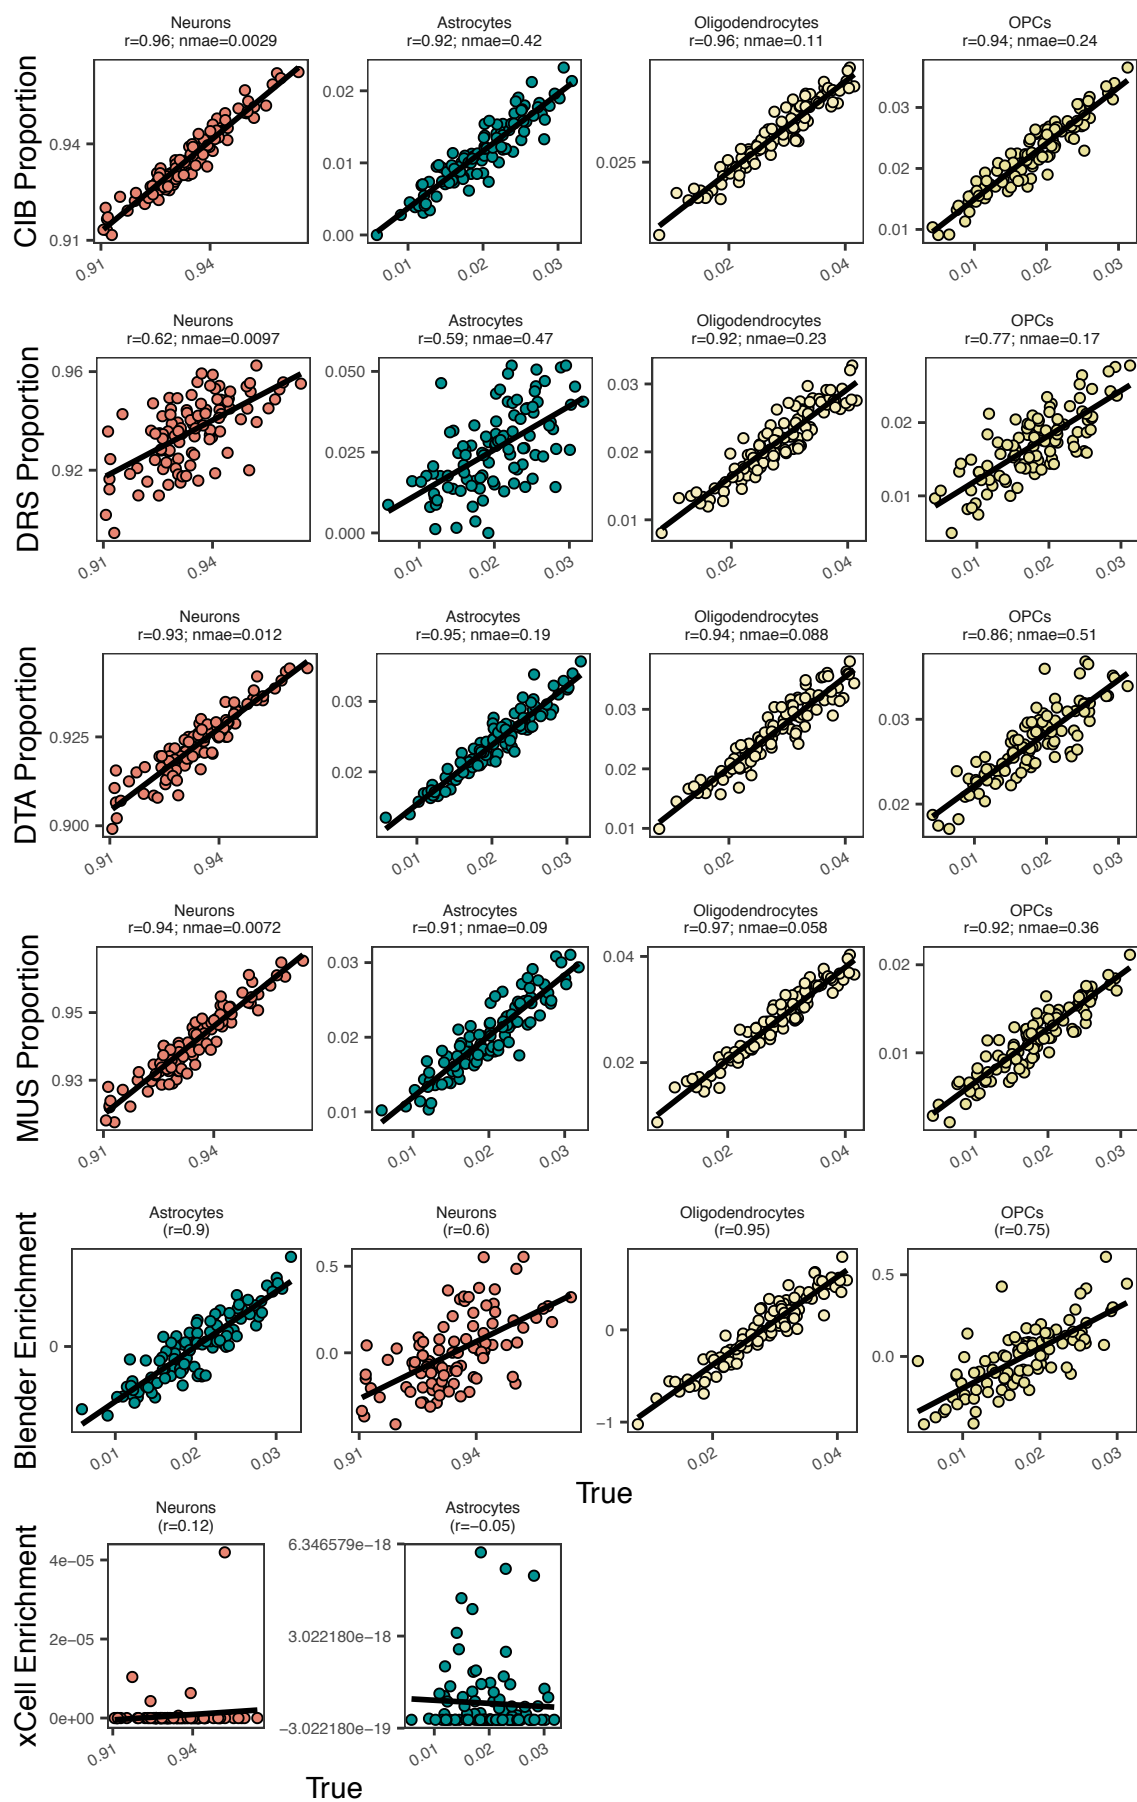 CIB Proportion
Neurons
r=0.96; nmae=0.0029
0.94
0.91
0.91
0.94
Astrocytes
r=0.92; nmae=0.42
0.02
0.01
0.00
0.01
0.02
0.03
Oligodendrocytes
r=0.96; nmae=0.11
0.025
0.02
0.04
OPCs
r=0.94; nmae=0.24
0.03
0.02
0.01
0.01
0.02
0.03
DRS Proportion
Neurons
r=0.62; nmae=0.0097
0.96
0.92
0.91
0.94
Astrocytes
r=0.59; nmae=0.47
0.050
0.025
0.000
0.01
0.02
0.03
Oligodendrocytes
r=0.92; nmae=0.23
0.03
0.02
0.01
0.02
0.04
OPCs
r=0.77; nmae=0.17
0.02
0.01
0.01
0.02
0.03
DTA Proportion
Neurons
r=0.93; nmae=0.012
0.925
0.900
0.91
0.94
Astrocytes
r=0.95; nmae=0.19
0.03
0.02
0.01
0.02
0.03
Oligodendrocytes
r=0.94; nmae=0.088
0.03
0.02
0.01
0.02
0.04
OPCs
r=0.86; nmae=0.51
0.03
0.02
0.01
0.02
0.03
MUS Proportion
Neurons
r=0.94; nmae=0.0072
0.95
0.93
0.91
0.94
Astrocytes
r=0.91; nmae=0.09
0.03
0.02
0.01
0.01
0.02
0.03
Oligodendrocytes
r=0.97; nmae=0.058
0.04
0.02
0.02
0.04
OPCs
r=0.92; nmae=0.36
0.02
0.01
0.01
0.02
0.03
Blender Enrichment
Astrocytes
(r=0.9)
0
0.01
0.02
0.03
Neurons
(r=0.6)
0.5
0.0
0.91
0.94
Oligodendrocytes
(r=0.95)
0
−1
0.02
0.04
OPCs
(r=0.75)
0.5
0.0
0.01
0.02
0.03
True
xCell Enrichment
Neurons
(r=0.12)
4e−05
2e−05
0e+00
0.91
0.94
Astrocytes
(r=−0.05)
6.346579e−18
3.022180e−18
−3.022180e−19
0.01
0.02
0.03
True